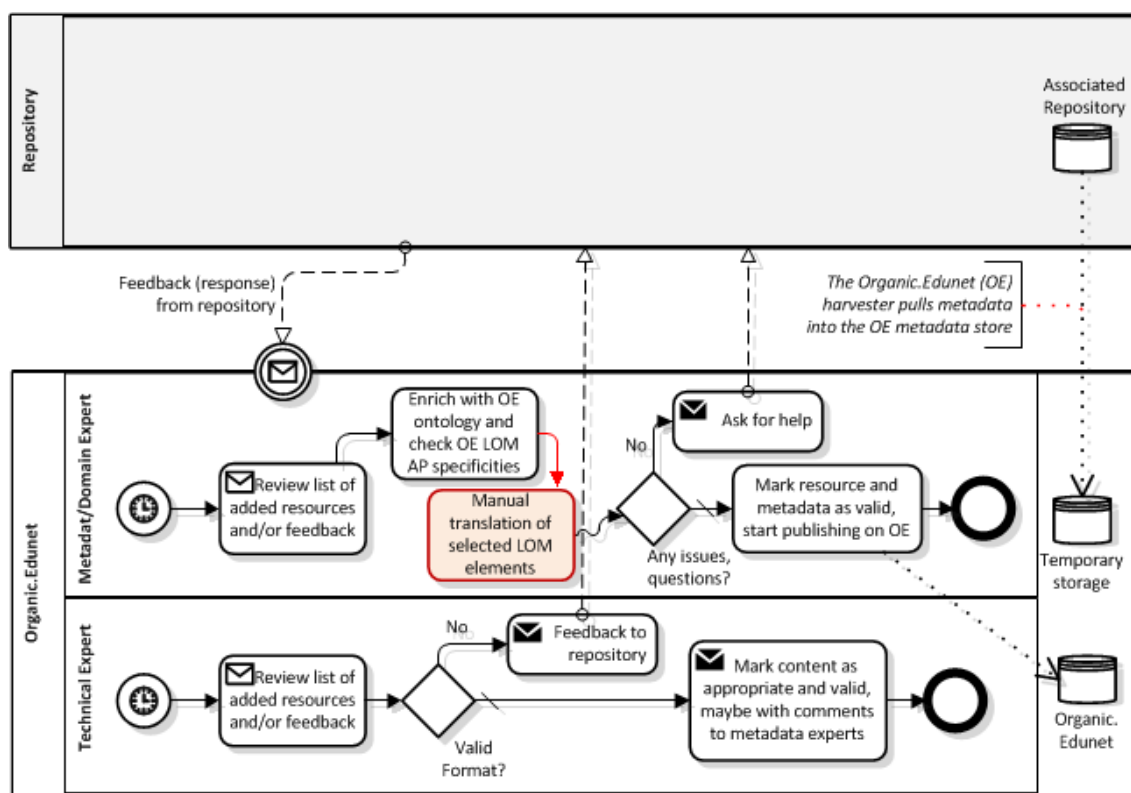 Repository
Associated
Repository
Feedback (response)
from repository
The Organic.Edunet (OE)
harvester pulls metadata
into the OE metadata store
Organic.Edunet
Metadat/Domain Expert
Review list of
added resources
and/or feedback
Enrich with OE
ontology and
check OE LOM
AP specificities
Manual
translation of
selected LOM
elements
No
Ask for help
Any issues,
questions?
Mark resource and
metadata as valid,
start publishing on OE
Temporary
storage
Technical Expert
Review list of
added resources
and/or feedback
No
Valid
Format?
Feedback to
repository
Mark content as
appropriate and valid,
maybe with comments
to metadata experts
Organic.
Edunet